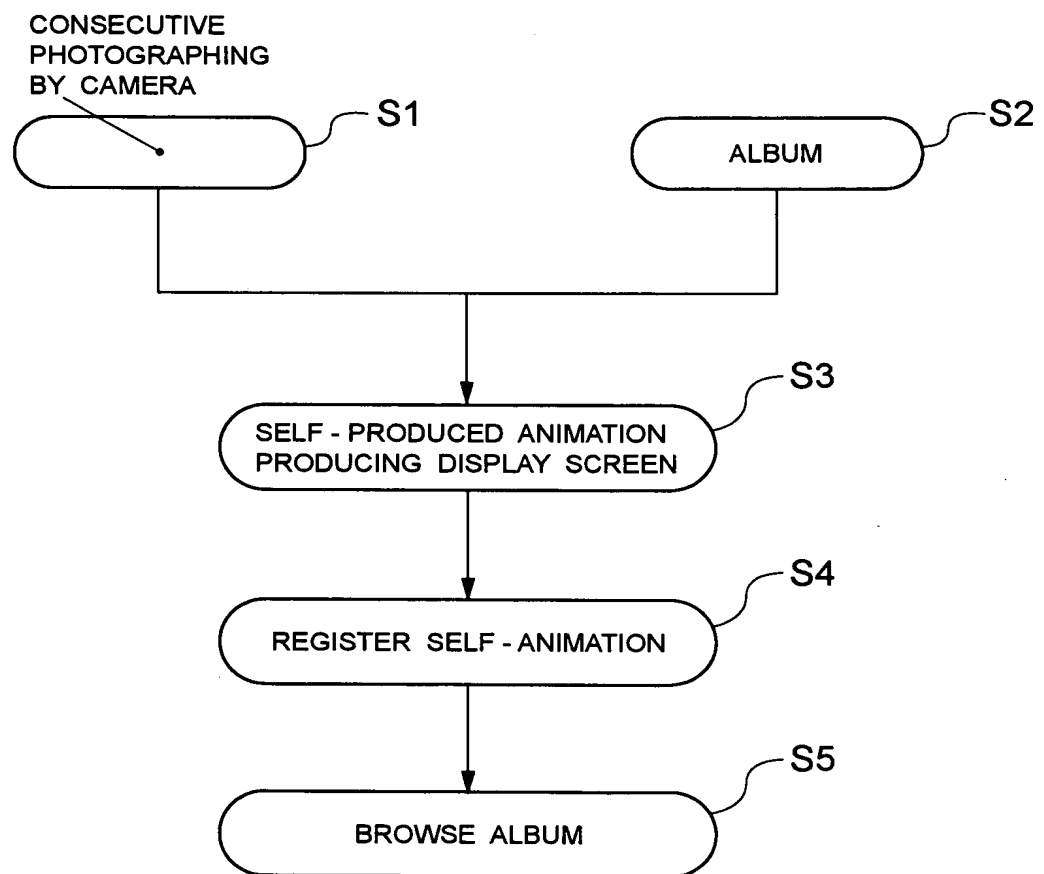 CONSECUTIVE
PHOTOGRAPHING
BY CAMERA
S1
S2
ALBUM
S3
SELF - PRODUCED ANIMATION
PRODUCING DISPLAY SCREEN
S4
REGISTER SELF - ANIMATION
S5
BROWSE ALBUM